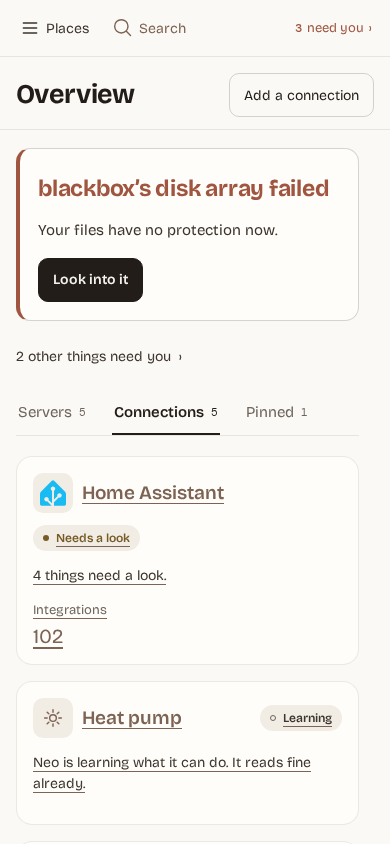 Places
Search
3 need you ›
Overview
Add a connection
blackbox's disk array failed
Your files have no protection now.
Look into it
2 other things need you ›
Servers 5
Connections 5
Pinned 1
Home Assistant
Needs a look
4 things need a look.
Integrations
102
Heat pump
Learning
Neo is learning what it can do. It reads fine
already.